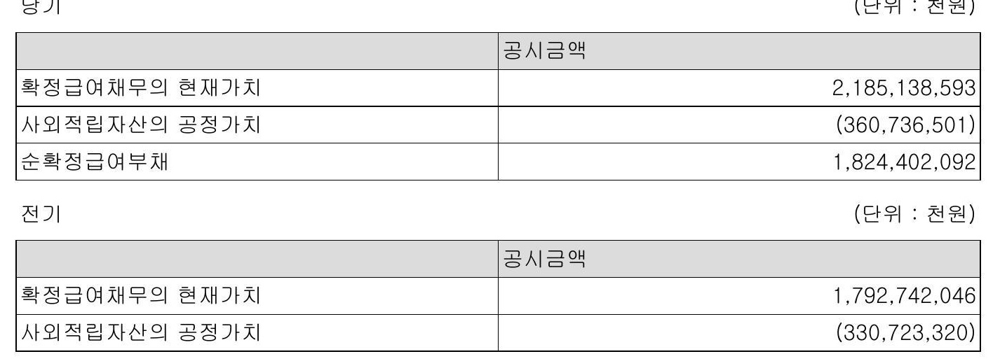 당기 (단위 : 천원)
공시금액
확정급여채무의 현재가치 2,185,138,593
사외적립자산의 공정가치 (360,736,501)
순확정급여부채 1,824,402,092
전기 (단위 : 천원)
공시금액
확정급여채무의 현재가치 1,792,742,046
사외적립자산의 공정가치 (330,723,320)